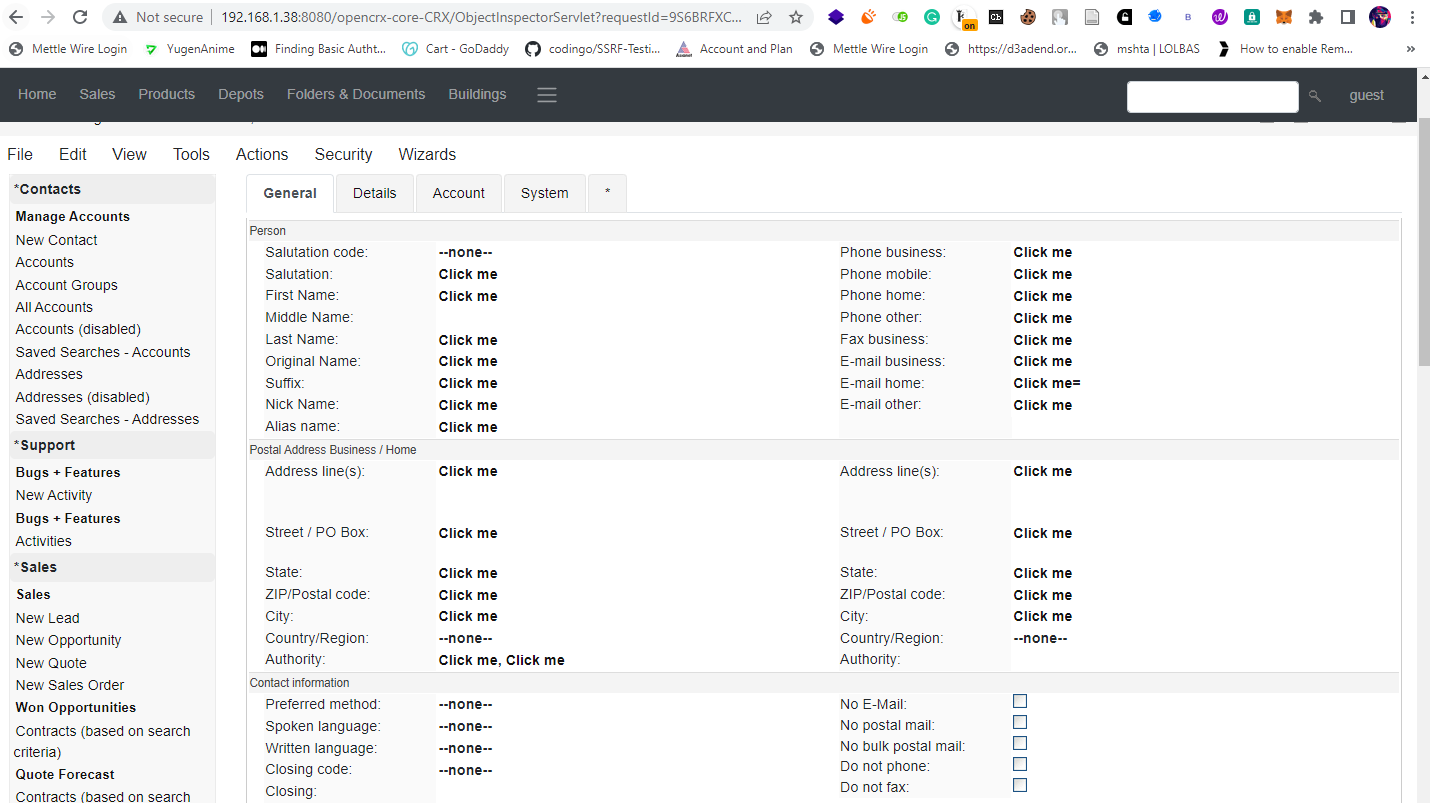 Not secure 192.168.1.38:8080/opencrx-core-CRX/ObjectInspectorServlet?requestId=9S6BRFXC...
on
Mettle Wire Login YugenAnime Finding Basic Autht... Cart - GoDaddy codingo/SSRF-Testi... Account and Plan Mettle Wire Login https://d3adend.or... mshta | LOLBAS How to enable Rem... »
Home Sales Products Depots Folders & Documents Buildings guest
File Edit View Tools Actions Security Wizards
*Contacts
Manage Accounts
New Contact
Accounts
Account Groups
All Accounts
Accounts (disabled)
Saved Searches - Accounts
Addresses
Addresses (disabled)
Saved Searches - Addresses
*Support
Bugs + Features
New Activity
Bugs + Features
Activities
*Sales
Sales
New Lead
New Opportunity
New Quote
New Sales Order
Won Opportunities
Contracts (based on search
criteria)
Quote Forecast
Contracts (based on search
General Details Account System *
Person
Salutation code: --none-- Phone business: Click me
Salutation: Click me Phone mobile: Click me
First Name: Click me Phone home: Click me
Middle Name: Phone other: Click me
Last Name: Click me Fax business: Click me
Original Name: Click me E-mail business: Click me
Suffix: Click me E-mail home: Click me=
Nick Name: Click me E-mail other: Click me
Alias name: Click me
Postal Address Business / Home
Address line(s): Click me Address line(s): Click me
Street / PO Box: Click me Street / PO Box: Click me
State: Click me State: Click me
ZIP/Postal code: Click me ZIP/Postal code: Click me
City: Click me City: Click me
Country/Region: --none-- Country/Region: --none--
Authority: Click me, Click me Authority:
Contact information
Preferred method: --none-- No E-Mail:
Spoken language: --none-- No postal mail:
Written language: --none-- No bulk postal mail:
Closing code: --none-- Do not phone:
Closing: Do not fax: